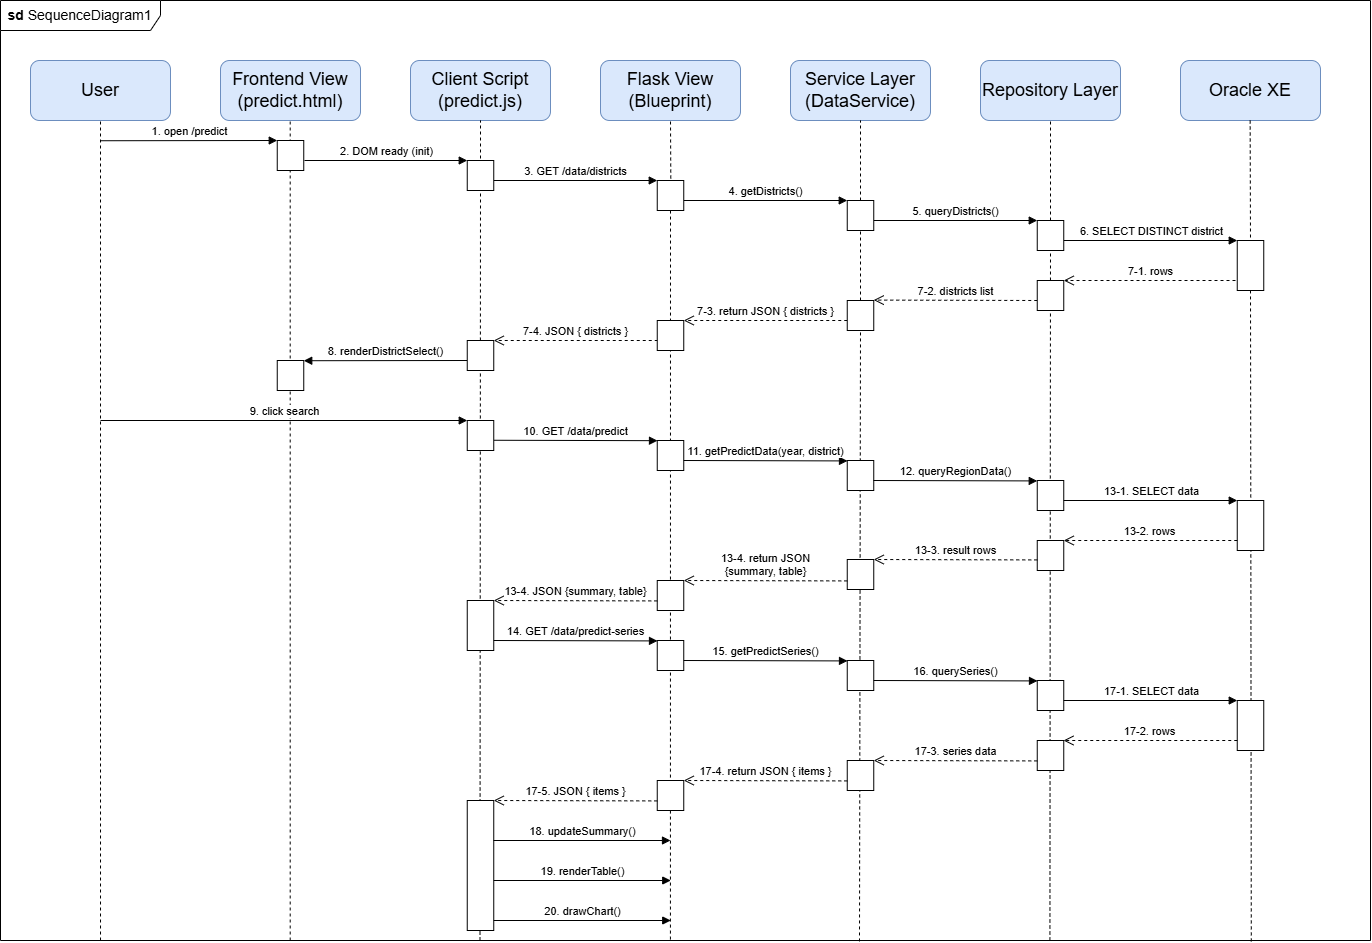 sd SequenceDiagram1
User
Frontend View
(predict.html)
Client Script
(predict.js)
Flask View
(Blueprint)
Service Layer
(DataService)
Repository Layer
Oracle XE
1. open /predict
2. DOM ready (init)
3. GET /data/districts
4. getDistricts()
5. queryDistricts()
6. SELECT DISTINCT district
7-1. rows
7-2. districts list
7-3. return JSON { districts }
7-4. JSON { districts }
8. renderDistrictSelect()
9. click search
10. GET /data/predict
11. getPredictData(year, district)
12. queryRegionData()
13-1. SELECT data
13-2. rows
13-3. result rows
13-4. return JSON
{summary, table}
13-4. JSON {summary, table}
14. GET /data/predict-series
15. getPredictSeries()
16. querySeries()
17-1. SELECT data
17-2. rows
17-3. series data
17-4. return JSON { items }
17-5. JSON { items }
18. updateSummary()
19. renderTable()
20. drawChart()